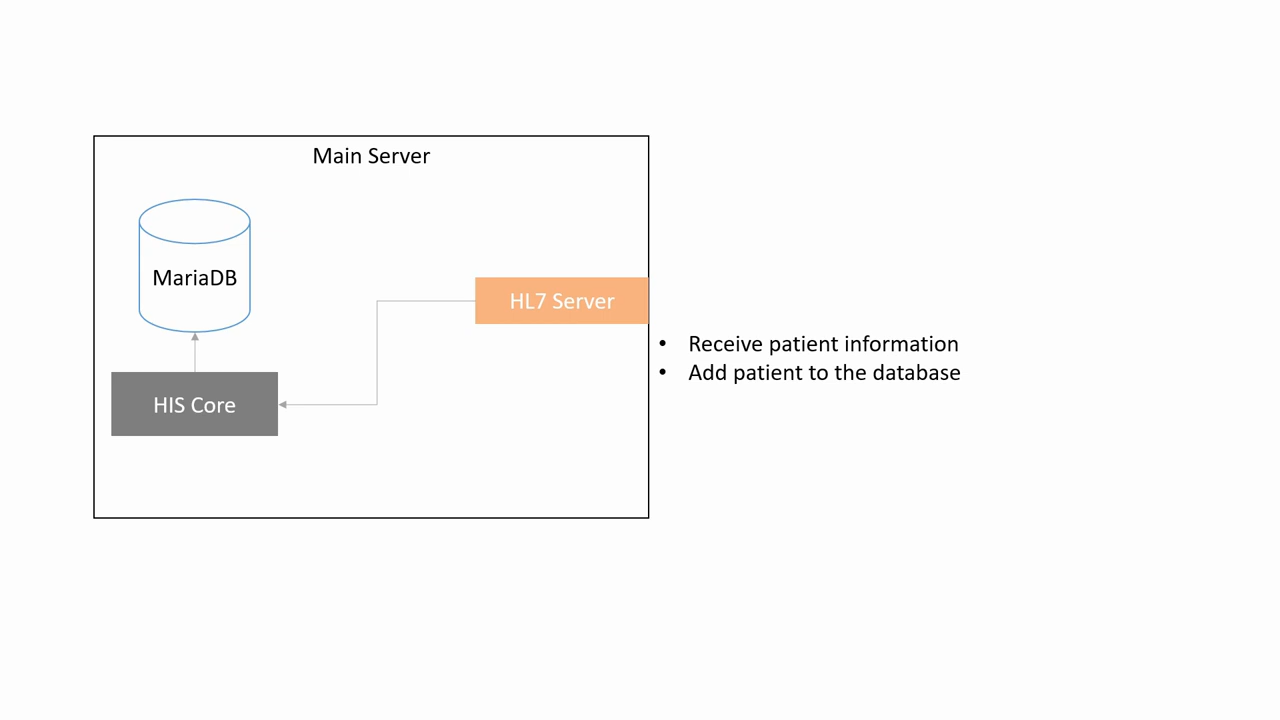 Main Server
MariaDB
HL7 Server
• Receive patient information
• Add patient to the database
HIS Core